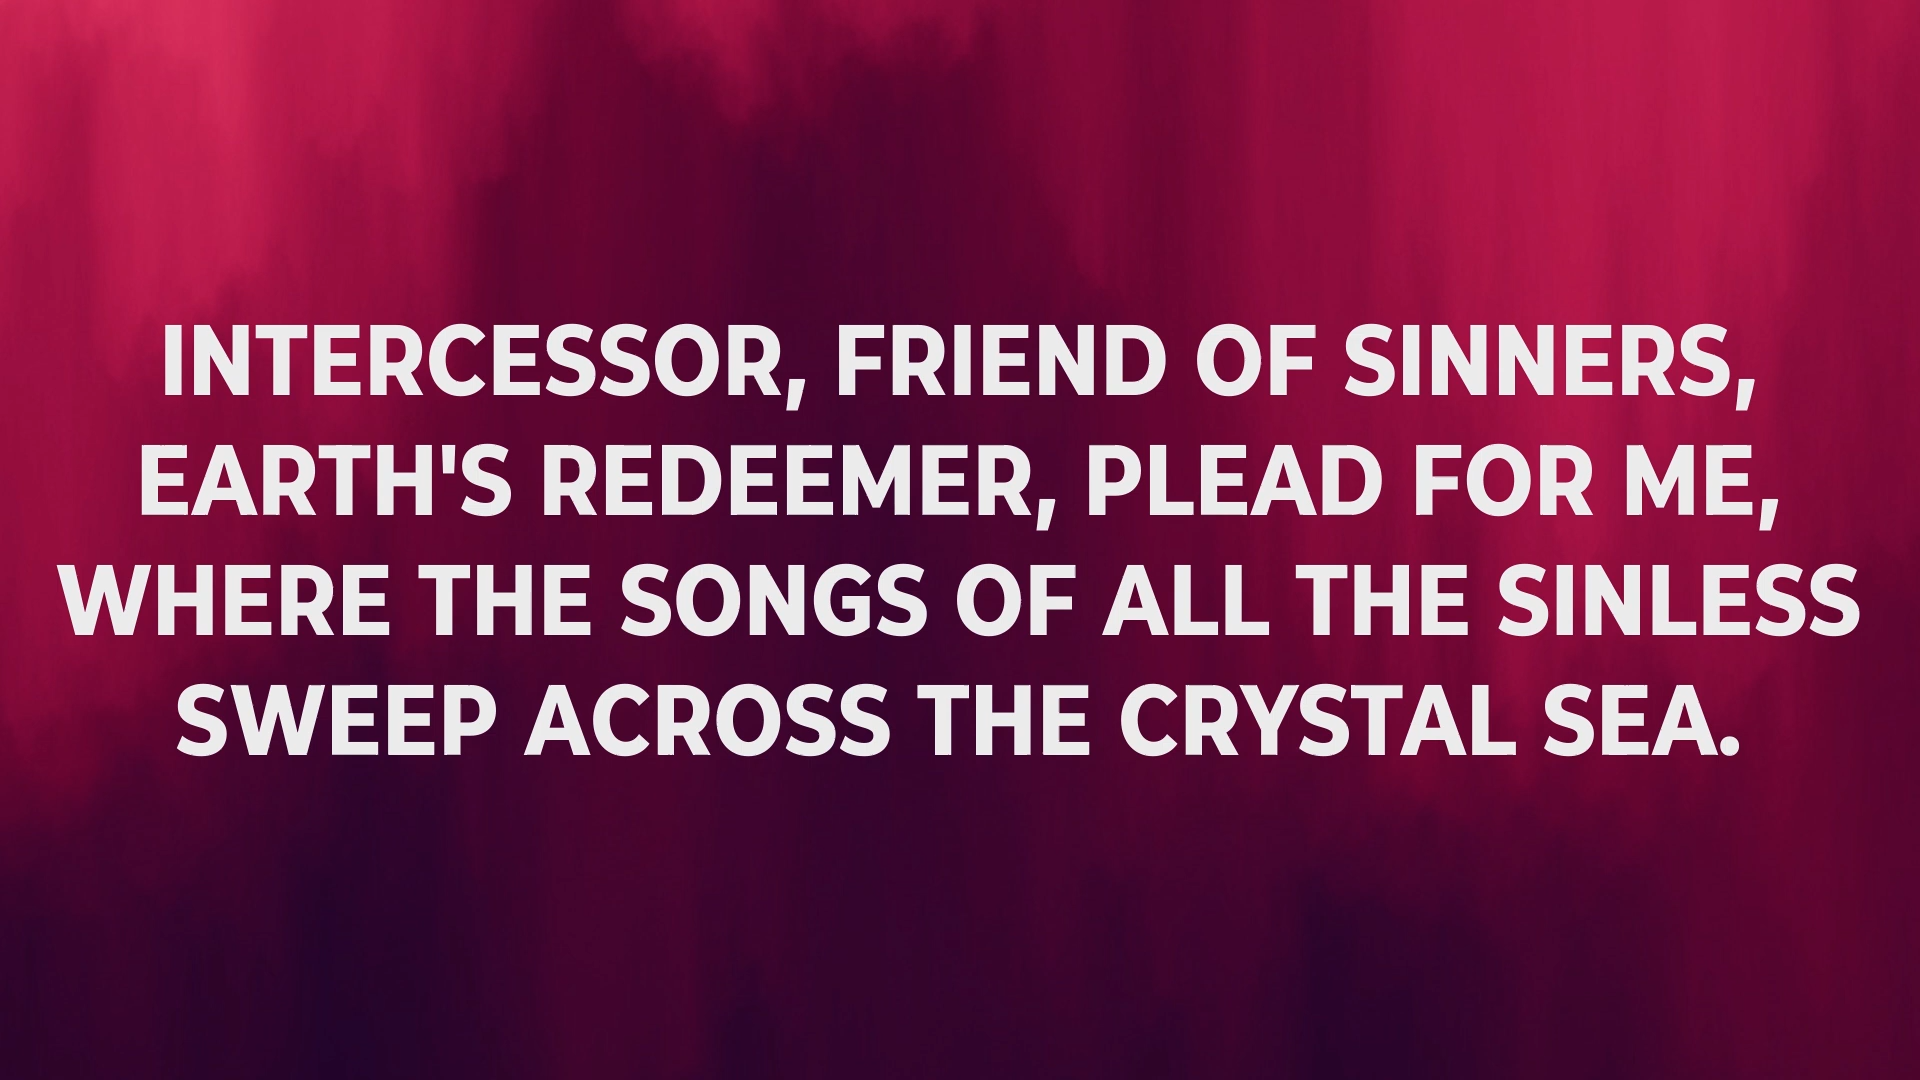 INTERCESSOR, FRIEND OF SINNERS,
EARTH'S REDEEMER, PLEAD FOR ME,
WHERE THE SONGS OF ALL THE SINLESS
SWEEP ACROSS THE CRYSTAL SEA.